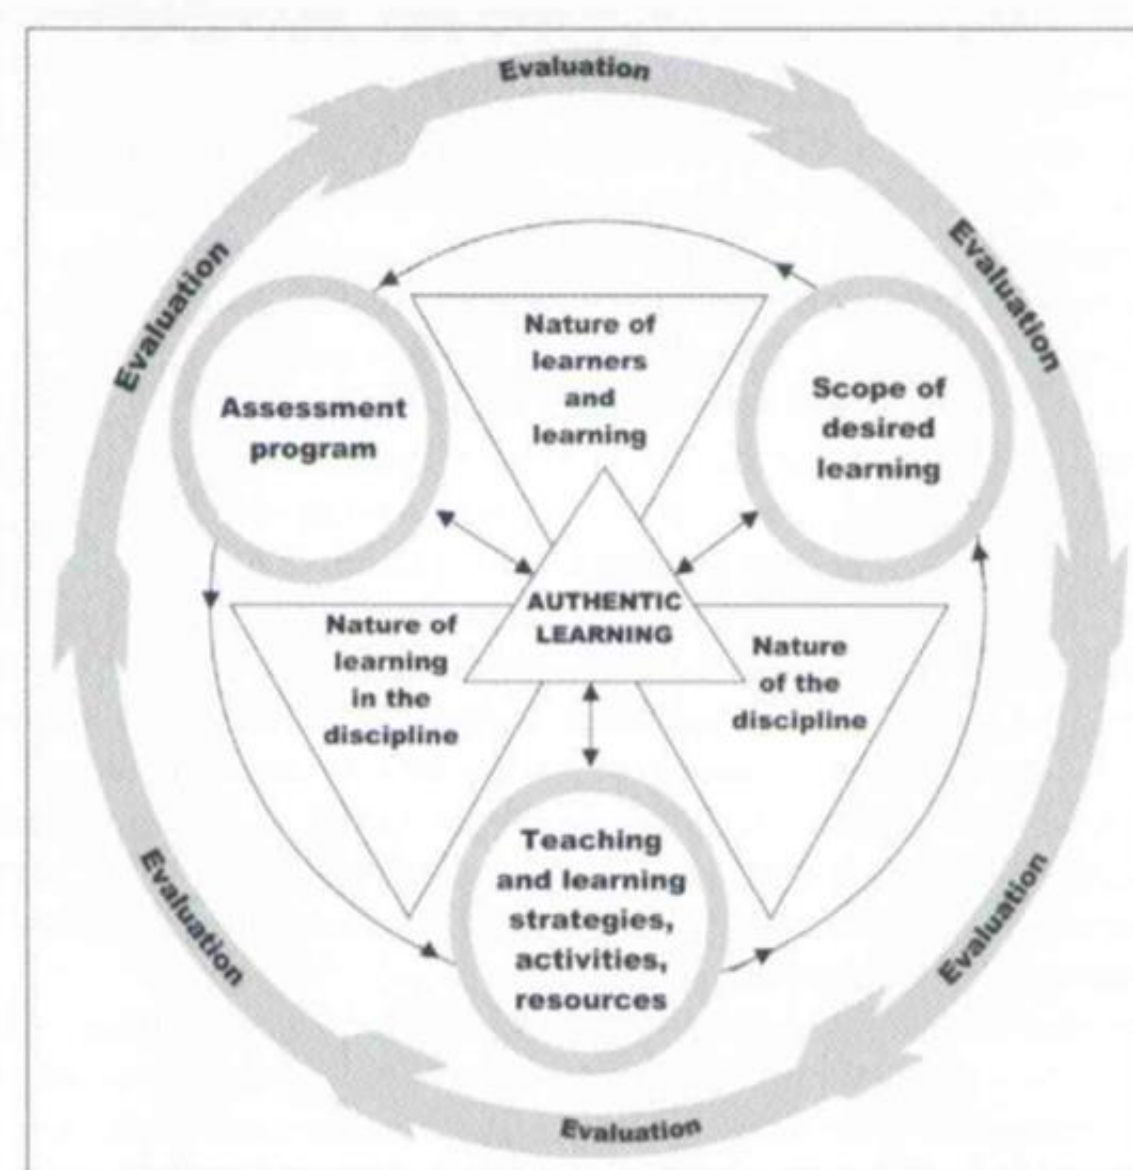 Evaluation
Evaluation
Evaluation
Nature of
learners
and
learning
Assessment
program
Scope of
desired
learning
AUTHENTIC
LEARNING
Nature of
learning
in the
discipline
Nature
of the
discipline
Teaching
and learning
strategies,
activities,
resources
Evaluation
Evaluation
Evaluation